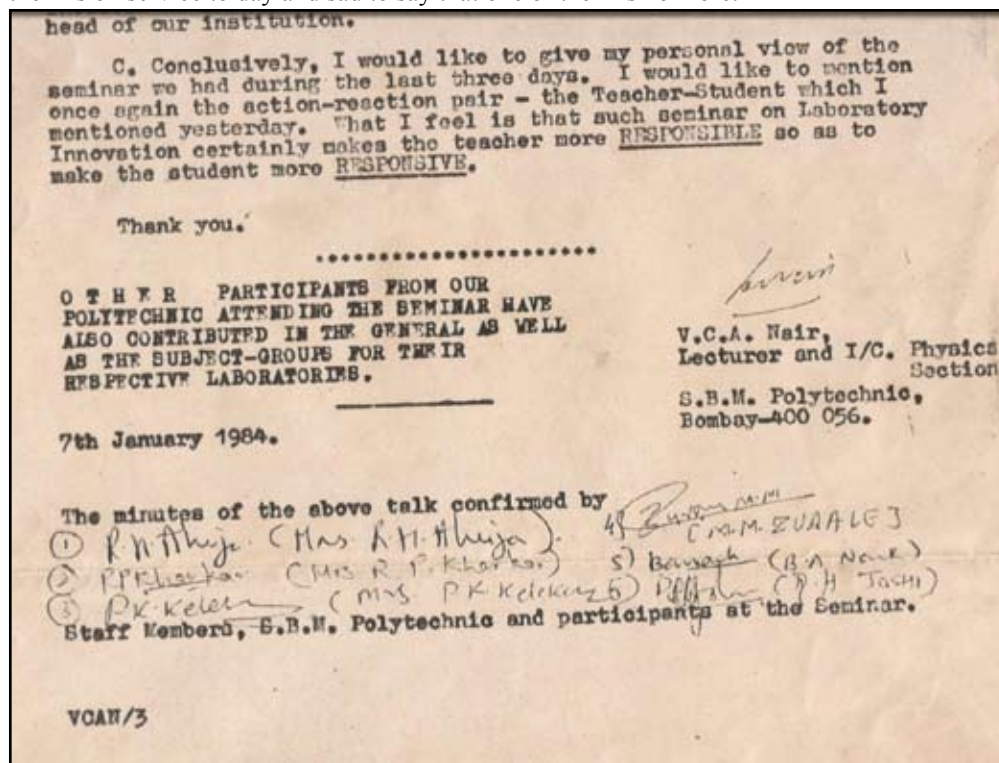 head of our institution.
C. Conclusively, I would like to give my personal view of the
seminar we had during the last three days. I would like to mention
once again the action-reaction pair - the Teacher-Student which I
mentioned yesterday. What I feel is that such seminar on Laboratory
Innovation certainly makes the teacher more RESPONSIBLE so as to
make the student more RESPONSIVE.
Thank you.
.......................
O T H E R PARTICIPANTS FROM OUR
POLYTECHNIC ATTENDING THE SEMINAR HAVE
ALSO CONTRIBUTED IN THE GENERAL AS WELL
AS THE SUBJECT-GROUPS FOR THEIR
RESPECTIVE LABORATORIES.
V.C.A. Nair,
Lecturer and I/C. Physics
Section
S.B.M. Polytechnic,
Bombay-400 056.
7th January 1984.
The minutes of the above talk confirmed by
1 (Mrs. R.H. Ahuja).
2 (Mrs R. P. Kharkar)
3 P.K. Kelekar (Mrs P.K. Kelekar)
4) [M.M. ZURALE]
5) (B.A. Naik)
6) (P.H JOSHI)
Staff Members, S.B.M. Polytechnic and participants at the Seminar.
VCAN/3